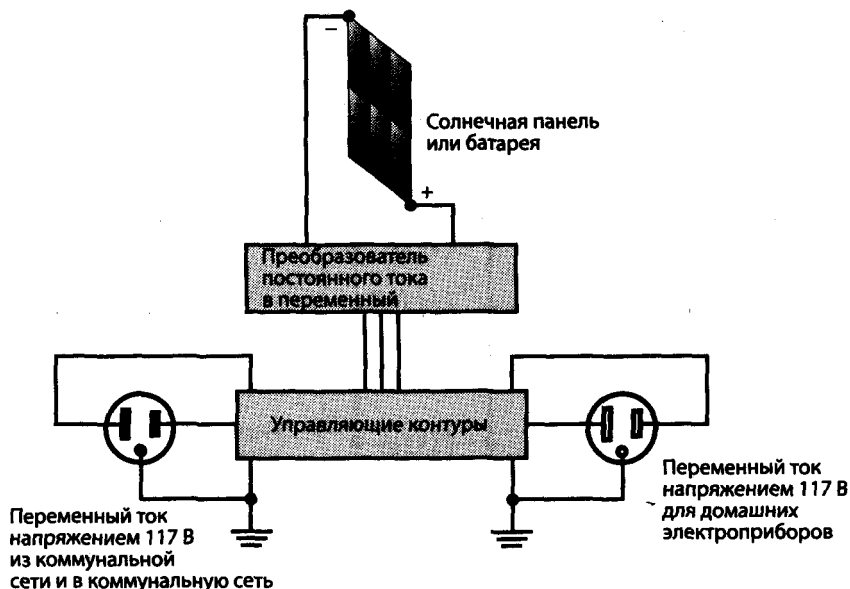 −
Солнечная панель
или батарея
+
Преобразователь
постоянного тока
в переменный
Управляющие контуры
Переменный ток
напряжением 117 В
из коммунальной
сети и в коммунальную сеть
Переменный ток
напряжением 117 В
для домашних
электроприборов